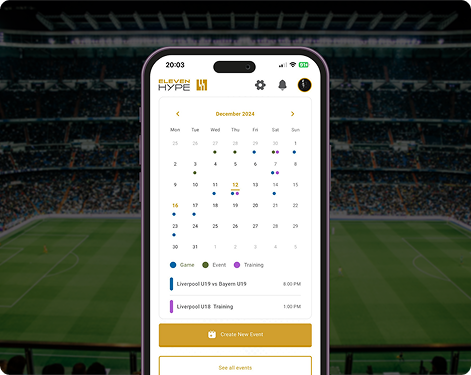 20:03
ELEVEN
HYPE
December 2024
Mon Tue Wed Thu Fri Sat Sun
25 26 27 28 29 30 1
2 3 4 5 6 7 8
9 10 11 12 13 14 15
16 17 18 19 20 21 22
23 24 25 26 27 28 29
30 31 1 2 3 4 5
Game Event Training
Liverpool U19 vs Bayern U19 8:00 PM
Liverpool U18 Training 1:00 PM
Create New Event
See all events